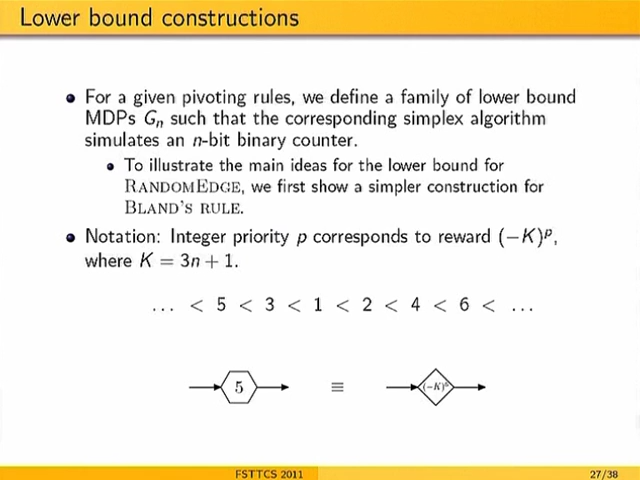 Lower bound constructions
For a given pivoting rules, we define a family of lower bound
MDPs Gn such that the corresponding simplex algorithm
simulates an n-bit binary counter.
To illustrate the main ideas for the lower bound for
RANDOMEDGE, we first show a simpler construction for
BLAND'S RULE.
Notation: Integer priority p corresponds to reward (−K)^p,
where K = 3n + 1.
... < 5 < 3 < 1 < 2 < 4 < 6 < ...
5 ≡
FSTTCS 2011 27/38